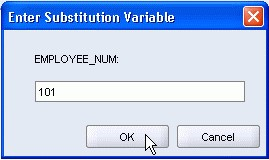 Enter Substitution Variable
EMPLOYEE_NUM:
101
OK
Cancel